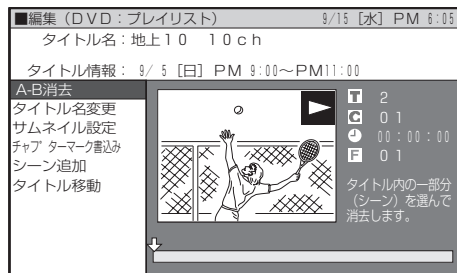 ■編集（DVD：プレイリスト） 9/15［水］ PM 6:05
タイトル名：地上10 10ch
タイトル情報： 9/ 5［日］ PM 9:00～PM11:00
A-B消去
タイトル名変更
サムネイル設定
チャプターマーク書込み
シーン追加
タイトル移動
T 2
C 01
00:00:00
F 01
タイトル内の一部分
（シーン）を選んで
消去します。